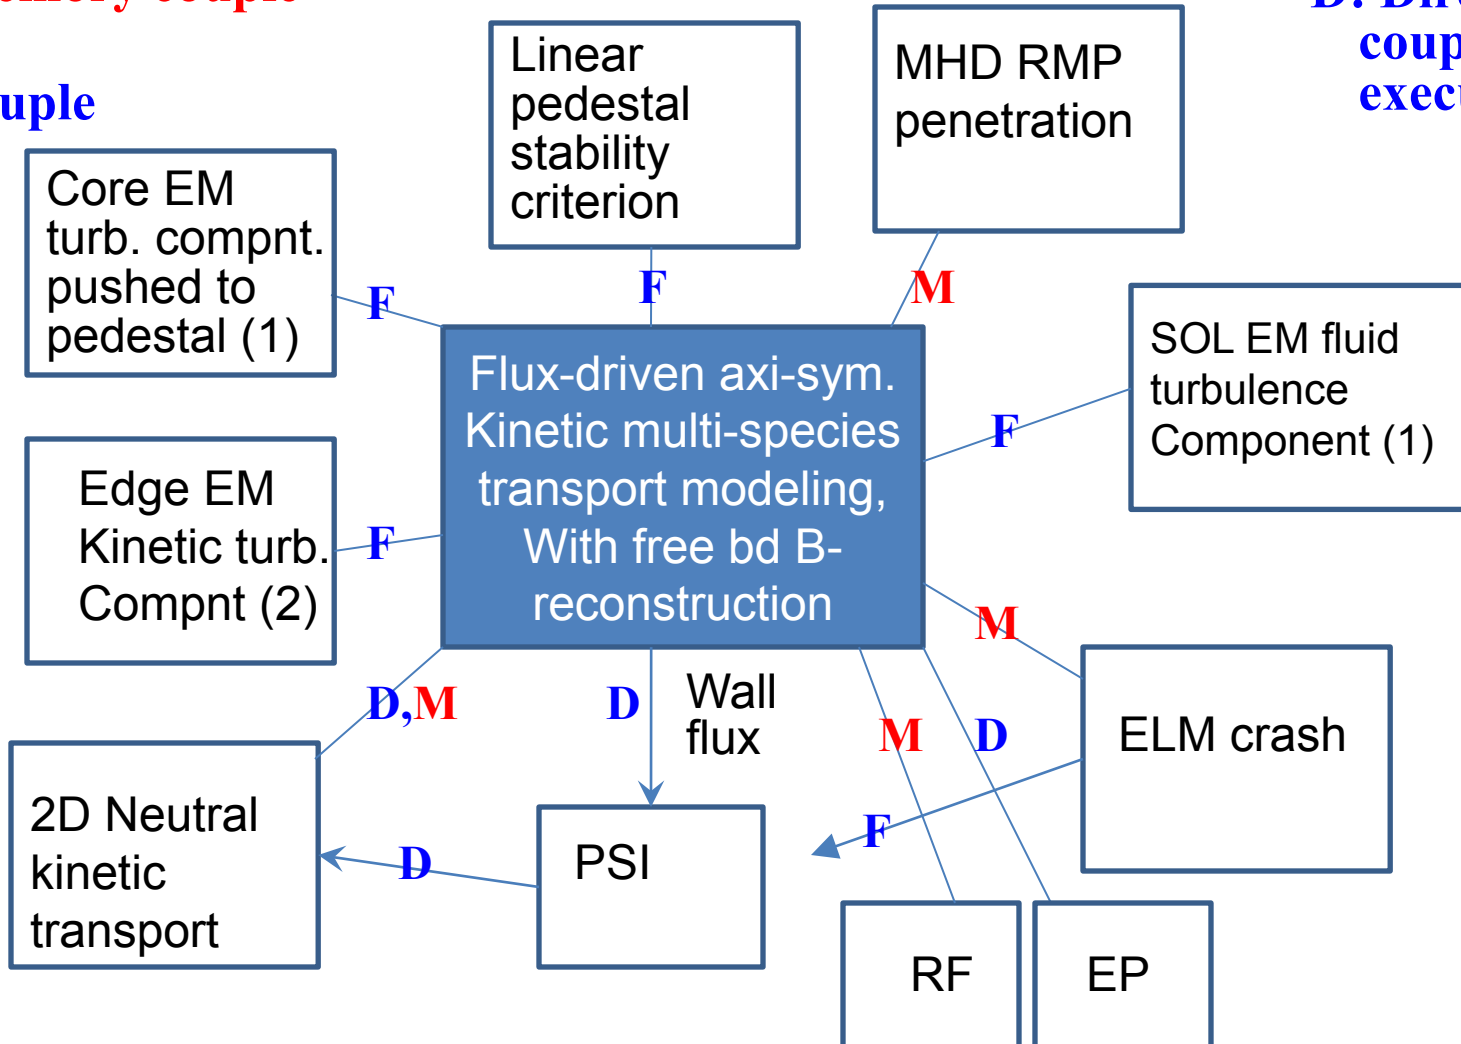 couple
D:
Linear
pedestal
stability
criterion
MHD RMP
penetration
Core EM
turb. compnt.
pushed to
pedestal (1)
F
F
M
SOL EM fluid
turbulence
Component (1)
F
Flux-driven axi-sym.
Kinetic multi-species
transport modeling,
With free bd B-
reconstruction
Edge EM
Kinetic turb.
Compnt (2)
F
M
D,M
D
Wall
flux
M
D
ELM crash
2D Neutral
kinetic
transport
D
PSI
F
RF
EP